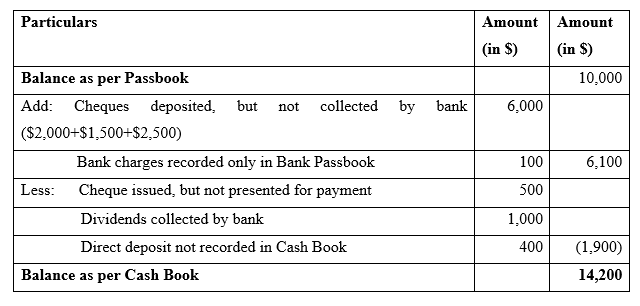 Particulars Amount Amount
(in $) (in $)
Balance as per Passbook 10,000
Add: Cheques deposited, but not collected by bank 6,000
($2,000+$1,500+$2,500)
Bank charges recorded only in Bank Passbook 100 6,100
Less: Cheque issued, but not presented for payment 500
Dividends collected by bank 1,000
Direct deposit not recorded in Cash Book 400 (1,900)
Balance as per Cash Book 14,200